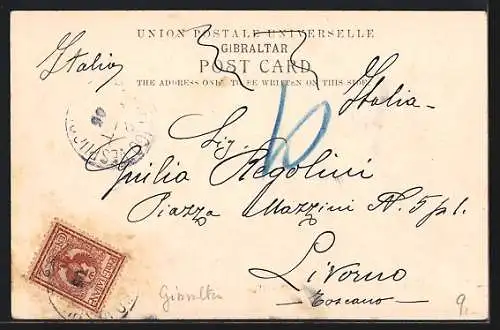 UNION POSTALE UNIVERSELLE
GIBRALTAR
POST CARD
THE ADDRESS ONLY TO BE WRITTEN ON THIS SIDE
Italia
Italia
10
Sig.
Giulia Regolini
Piazza Mazzini N. 5 p1.
Livorno
Toscana
Gibraltar
9.-